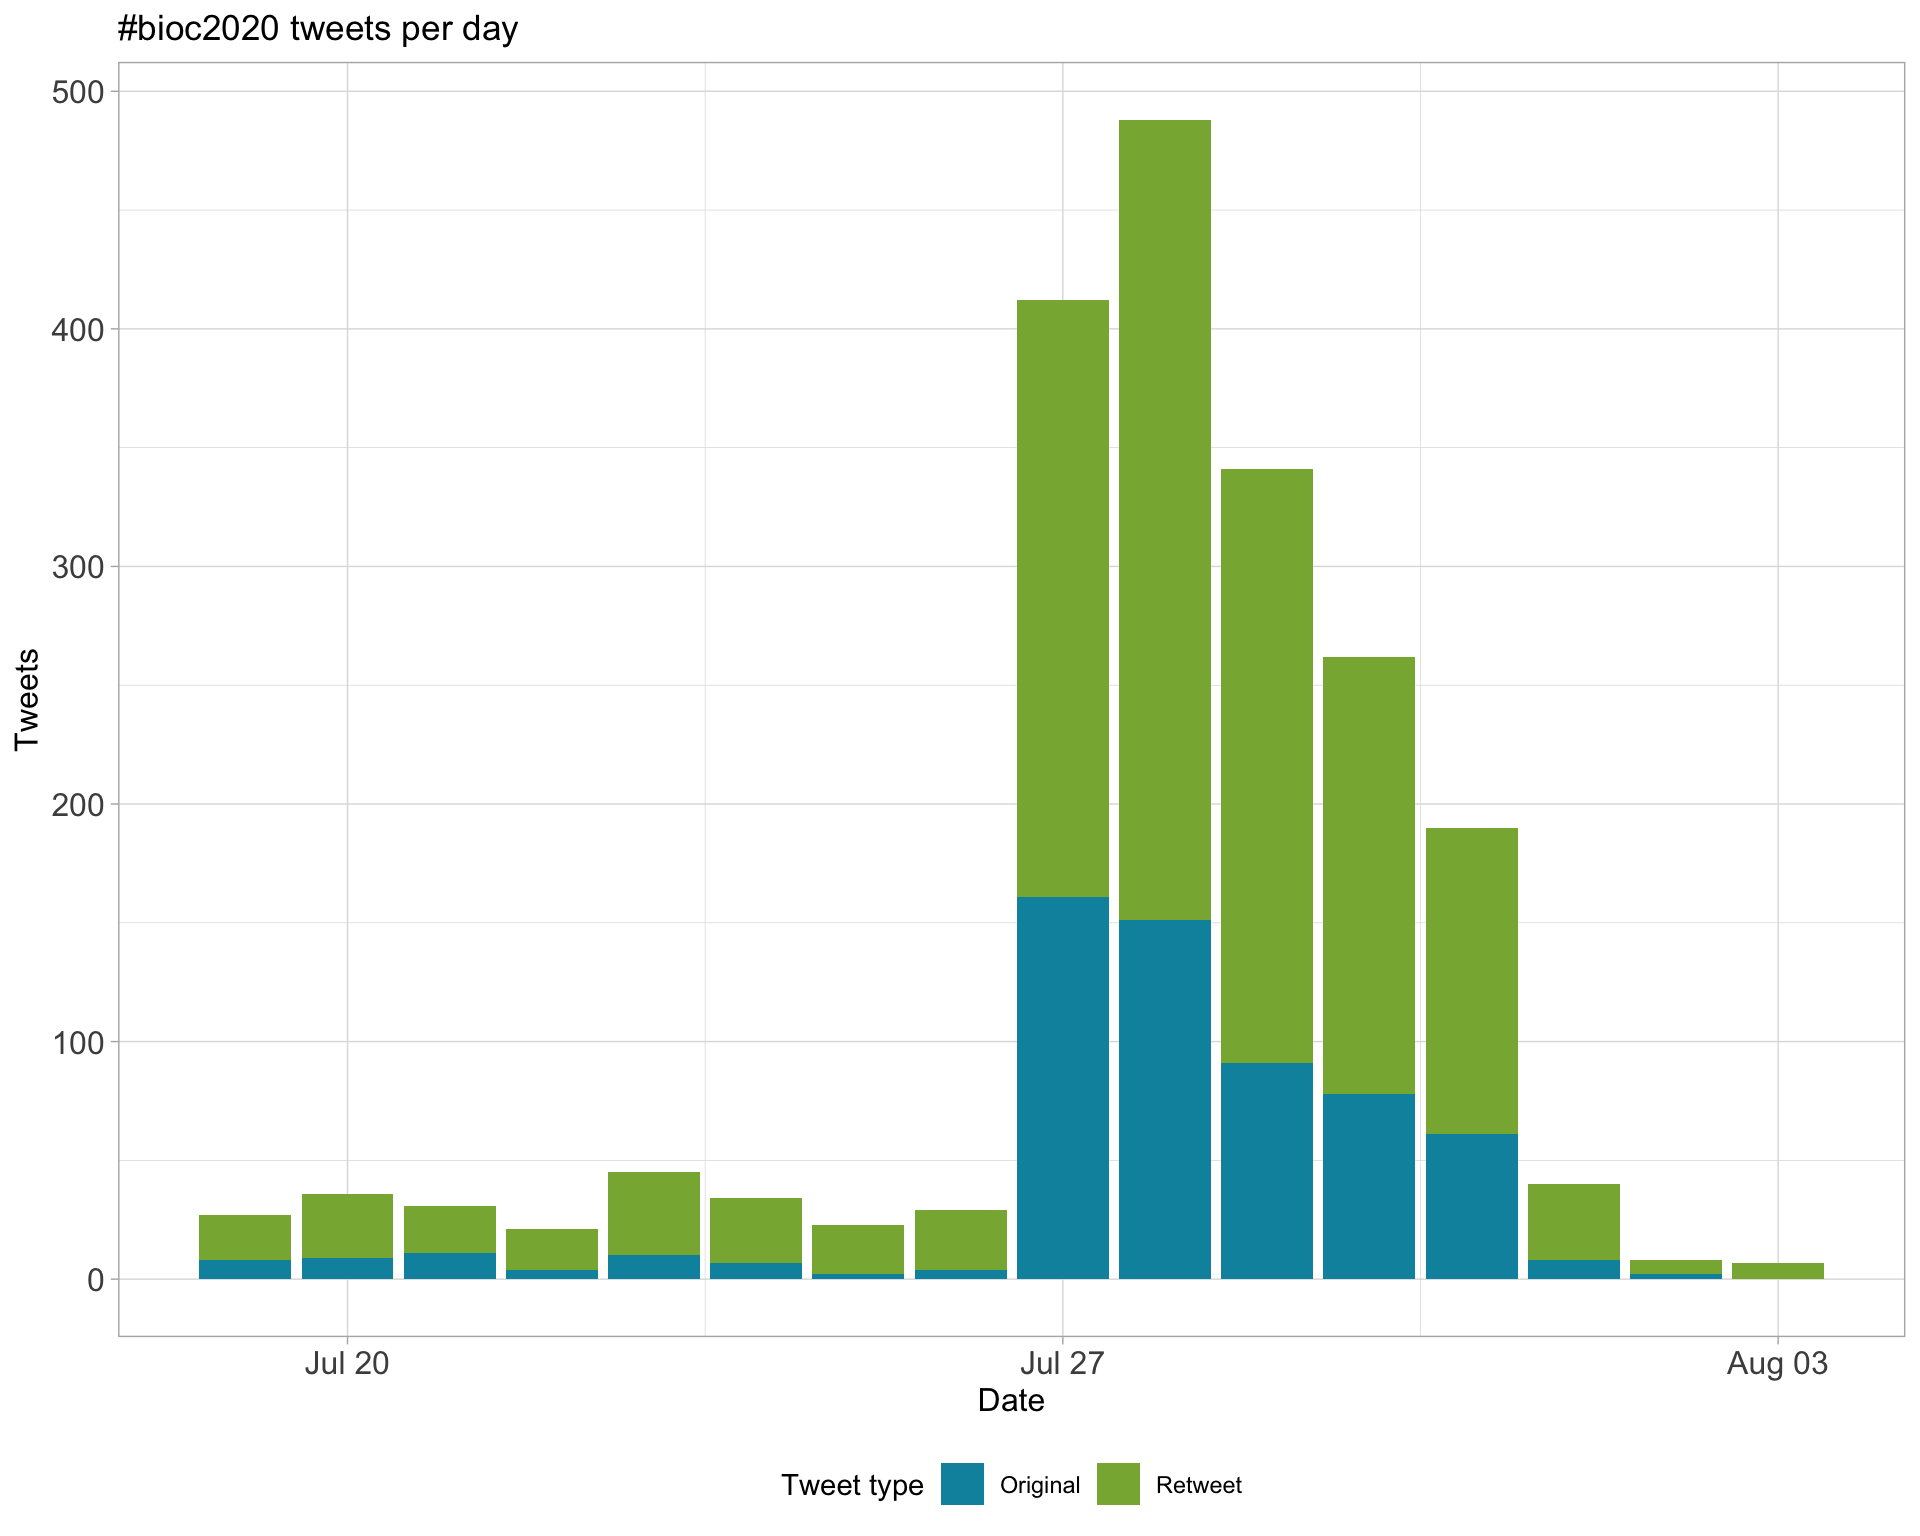 #bioc2020 tweets per day
500
400
300
200
100
0
Tweets
Jul 20
Jul 27
Aug 03
Date
Tweet type
Original
Retweet